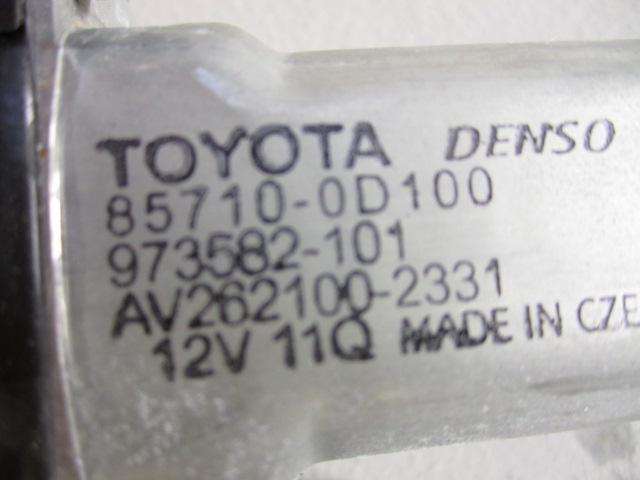 TOYOTA DENSO
85710-0D100
973582-101
AV262100-2331
12V 11Q MADE IN CZE